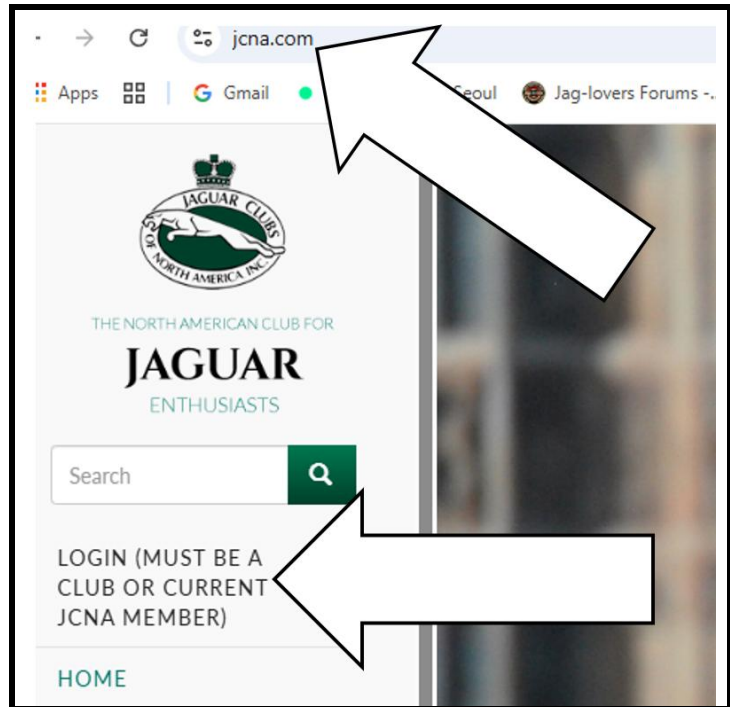 jcna.com
Apps
Gmail
Seoul
Jag-lovers Forums -..
JAGUAR CLUBS
OF NORTH AMERICA INC.
THE NORTH AMERICAN CLUB FOR
JAGUAR
ENTHUSIASTS
Search
LOGIN (MUST BE A
CLUB OR CURRENT
JCNA MEMBER)
HOME